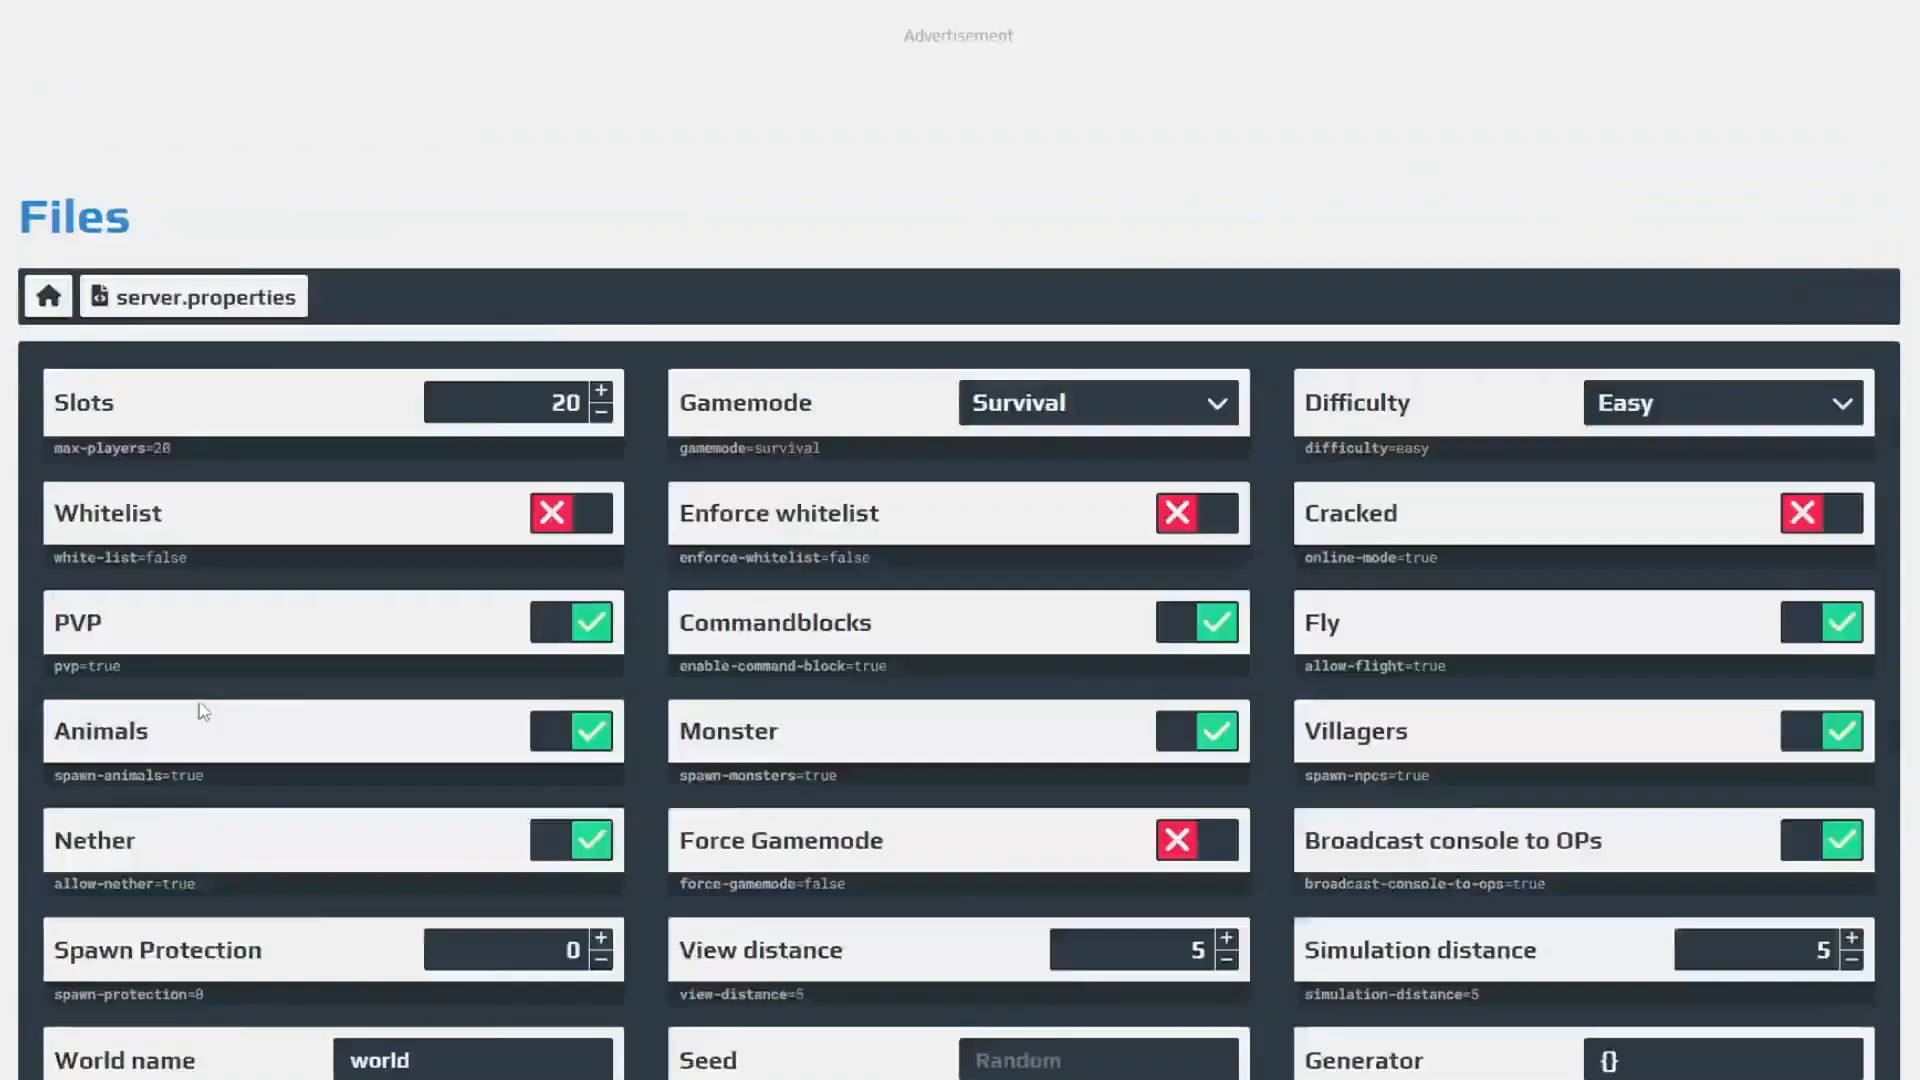 Advertisement
Files
server.properties
Slots 20 + −
Gamemode Survival
Difficulty Easy
max-players=20
gamemode=survival
difficulty=easy
Whitelist
Enforce whitelist
Cracked
white-list=false
enforce-whitelist=false
online-mode=true
PVP
Commandblocks
Fly
pvp=true
enable-command-block=true
allow-flight=true
Animals
Monster
Villagers
spawn-animals=true
spawn-monsters=true
spawn-npcs=true
Nether
Force Gamemode
Broadcast console to OPs
allow-nether=true
force-gamemode=false
broadcast-console-to-ops=true
Spawn Protection 0 + −
View distance 5 + −
Simulation distance 5 + −
spawn-protection=0
view-distance=5
simulation-distance=5
World name world
Seed Random
Generator {}